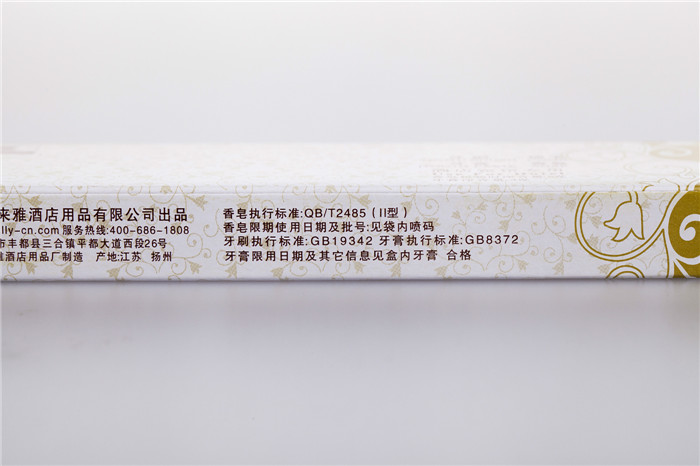 来雅酒店用品有限公司出品
lly-cn.com 服务热线:400-686-1808
市丰都县三合镇平都大道西段26号
雅酒店用品厂制造 产地:江苏 扬州
香皂执行标准:QB/T2485(II型)
香皂限期使用日期及批号:见袋内喷码
牙刷执行标准:GB19342 牙膏执行标准:GB8372
牙膏限用日期及其它信息见盒内牙膏 合格